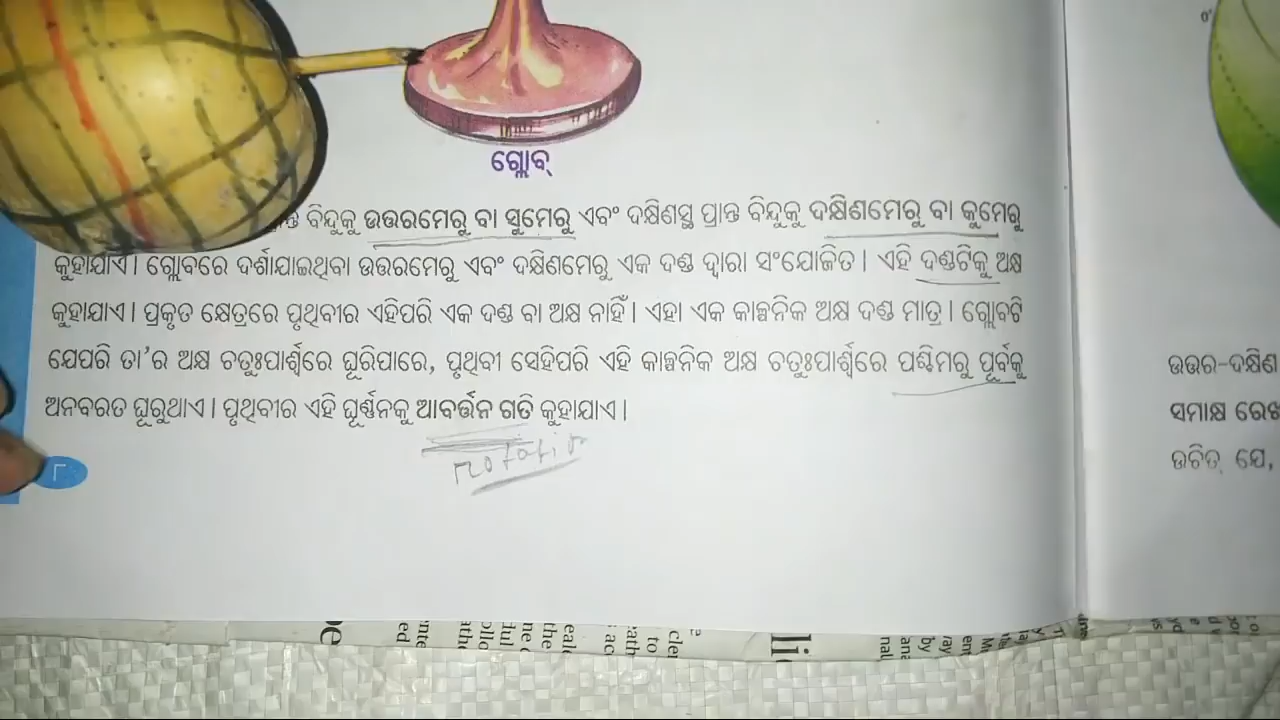 ଗ୍ଲୋବ୍
ବିନ୍ଦୁକୁ ଉତ୍ତରମେରୁ ବା ସୁମେରୁ ଏବଂ ଦକ୍ଷିଣସ୍ଥ ପ୍ରାନ୍ତ ବିନ୍ଦୁକୁ ଦକ୍ଷିଣମେରୁ ବା କୁମେରୁ
କୁହାଯାଏ। ଗ୍ଲୋବରେ ଦର୍ଶାଯାଇଥିବା ଉତ୍ତରମେରୁ ଏବଂ ଦକ୍ଷିଣମେରୁ ଏକ ଦଣ୍ଡ ଦ୍ୱାରା ସଂଯୋଜିତ। ଏହି ଦଣ୍ଡଟିକୁ ଅକ୍ଷ
କୁହାଯାଏ। ପ୍ରକୃତ କ୍ଷେତ୍ରରେ ପୃଥିବୀର ଏହିପରି ଏକ ଦଣ୍ଡ ବା ଅକ୍ଷ ନାହିଁ। ଏହା ଏକ କାଳ୍ପନିକ ଅକ୍ଷ ଦଣ୍ଡ ମାତ୍ର। ଗ୍ଲୋବଟି
ଯେପରି ତା'ର ଅକ୍ଷ ଚତୁଃପାର୍ଶ୍ୱରେ ଘୂରିପାରେ, ପୃଥିବୀ ସେହିପରି ଏହି କାଳ୍ପନିକ ଅକ୍ଷ ଚତୁଃପାର୍ଶ୍ୱରେ ପଶ୍ଚିମରୁ ପୂର୍ବକୁ
ଅନବରତ ଘୂରୁଥାଏ। ପୃଥିବୀର ଏହି ଘୂର୍ଣ୍ଣନକୁ ଆବର୍ତ୍ତନ ଗତି କୁହାଯାଏ।
୮
ଉତ୍ତର-ଦକ୍ଷିଣ
ସମାକ୍ଷ
ଉଚିତ୍ ଯେ,